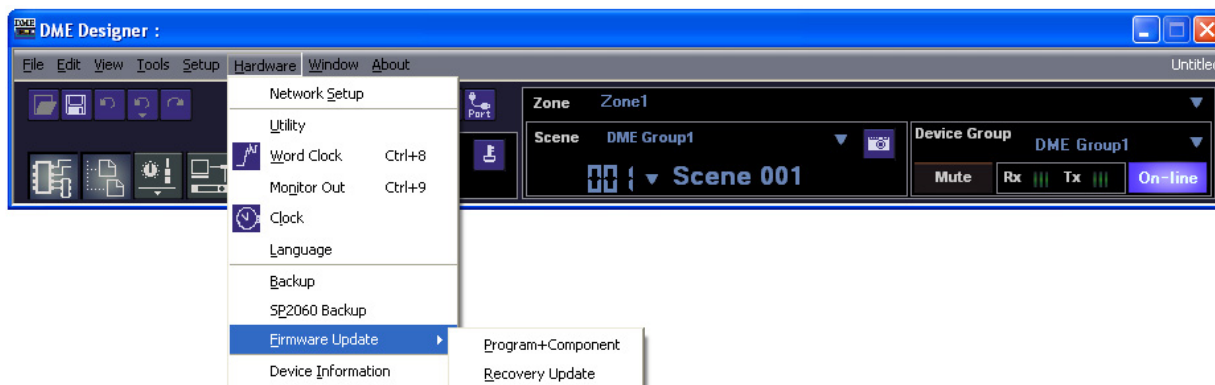 DME Designer :
File Edit View Tools Setup Hardware Window About Untitled
Network Setup
Utility
Word Clock Ctrl+8
Monitor Out Ctrl+9
Clock
Language
Backup
SP2060 Backup
Firmware Update
Device Information
Program+Component
Recovery Update
Port
Zone Zone1
Scene DME Group1
001 Scene 001
Device Group DME Group1
Mute Rx Tx On-line